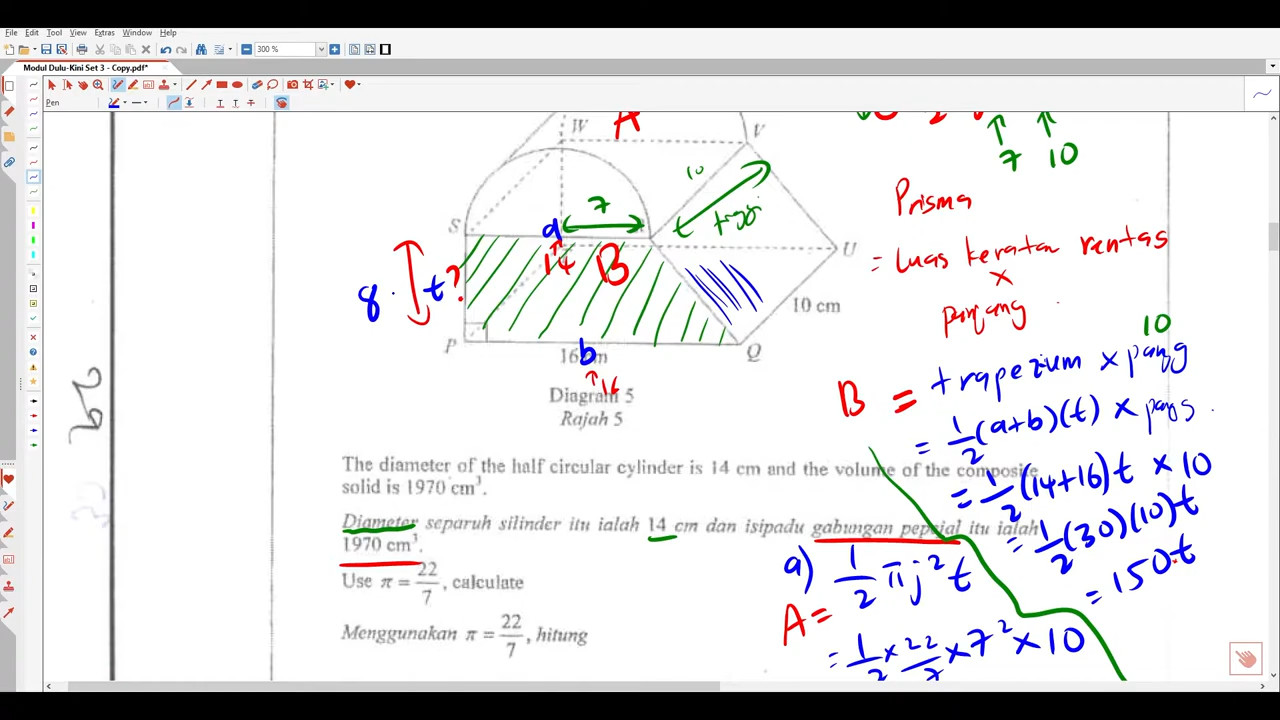 File Edit View Tools Extras Window Help
300 %
Modul Dulu-Kini Set 3 - Copy.pdf*
Pen
A
W
V
7 10
10
7
S
a
14
B
U
8
t?
10 cm
P
16 cm
b
16
Q
Diagram 5
Rajah 5
29
Prisma
= Luas keratan rentas
×
panjang
10
B = trapezium × panjang
= 1/2 (a+b)(t) × panjang
= 1/2 (14+16) t × 10
= 1/2 (30)(10) t
= 150t
The diameter of the half circular cylinder is 14 cm and the volume of the composite
solid is 1970 cm³.
Diameter separuh silinder itu ialah 14 cm dan isipadu gabungan pepejal itu ialah
1970 cm³.
Use π = 22/7, calculate
Menggunakan π = 22/7, hitung
a) 1/2 πj²t
A =
= 1/2 × 22/7 × 7² × 10